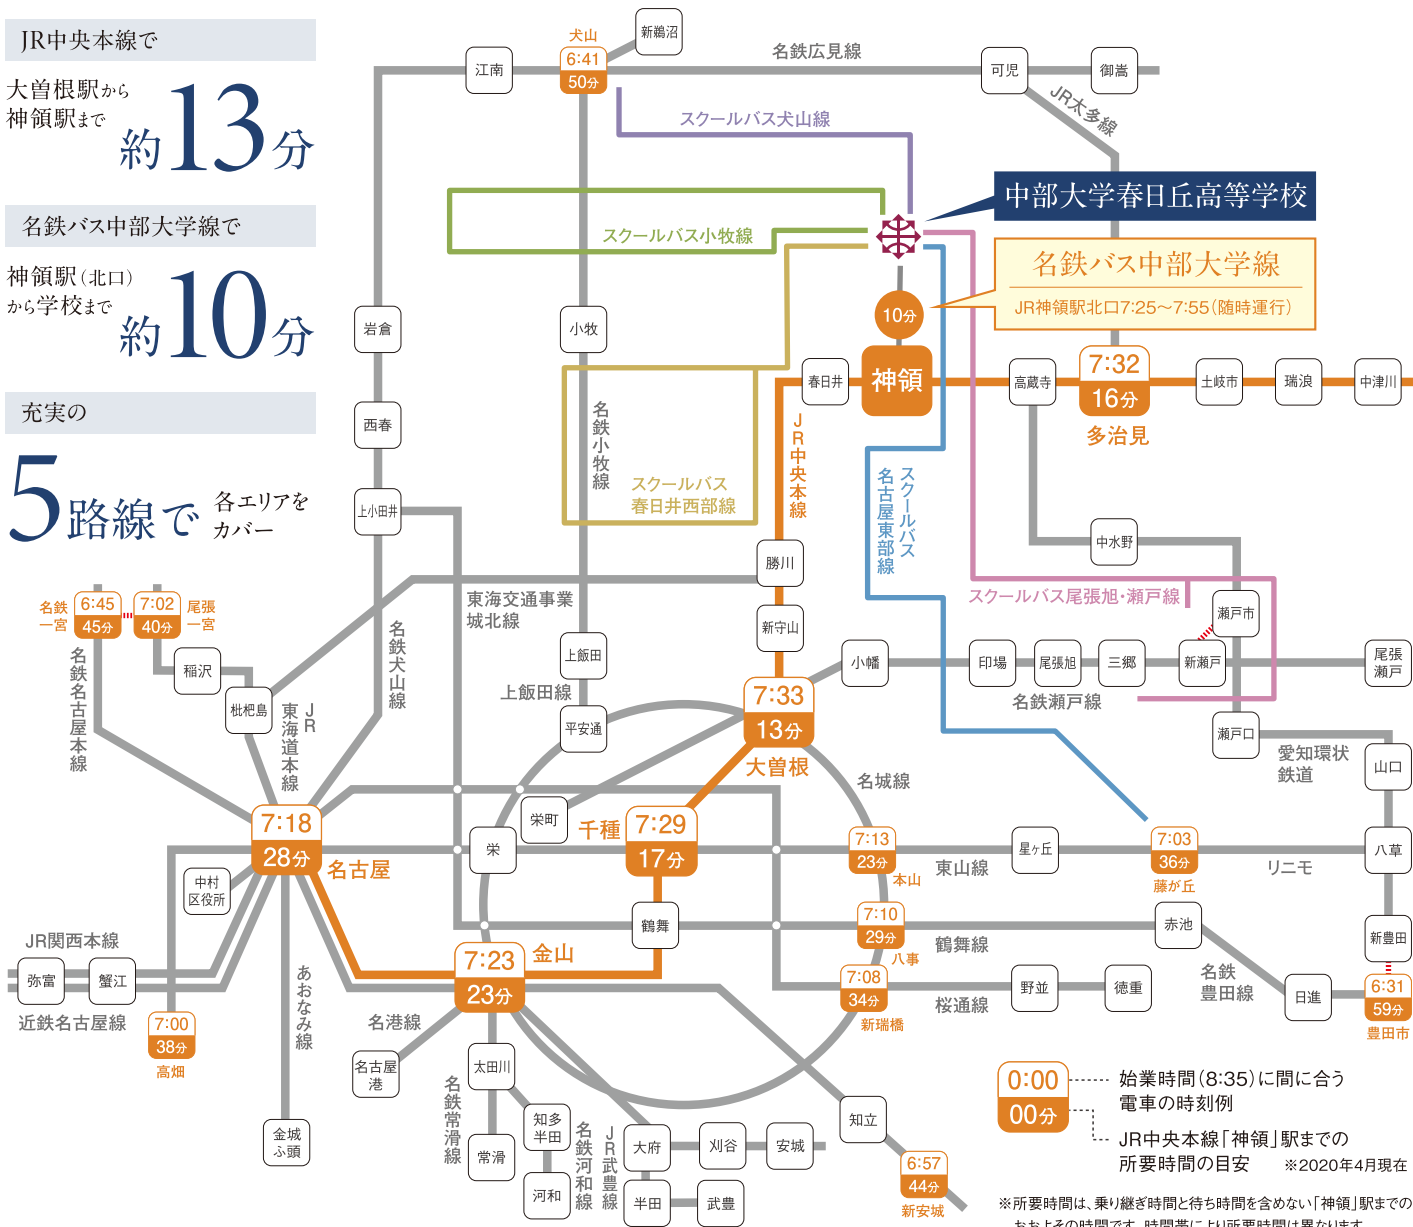 JR中央本線で
大曽根駅から
神領駅まで
約13分
名鉄バス中部大学線で
神領駅(北口)
から学校まで
約10分
充実の
5路線で
各エリアを
カバー
犬山
6:41
50分
新鵜沼
江南
名鉄広見線
可児
御嵩
JR太多線
スクールバス犬山線
中部大学春日丘高等学校
スクールバス小牧線
名鉄バス中部大学線
JR神領駅北口7:25〜7:55(随時運行)
10分
岩倉
小牧
春日井
神領
高蔵寺
7:32
16分
多治見
土岐市
瑞浪
中津川
西春
名鉄小牧線
JR中央本線
スクールバス
春日井西部線
スクールバス
名古屋東部線
上小田井
中水野
勝川
東海交通事業
城北線
スクールバス尾張旭・瀬戸線
瀬戸市
名鉄
一宮
6:45
45分
7:02
40分
尾張
一宮
名鉄犬山線
新守山
上飯田
小幡
印場
尾張旭
三郷
新瀬戸
尾張
瀬戸
名鉄瀬戸線
名鉄名古屋本線
稲沢
枇杷島
JR
東海道本線
上飯田線
平安通
7:33
13分
大曽根
瀬戸口
愛知環状
鉄道
山口
名城線
7:18
28分
名古屋
栄町
栄
千種
7:29
17分
7:13
23分
本山
東山線
星ヶ丘
7:03
36分
藤が丘
リニモ
八草
中村
区役所
鶴舞
7:10
29分
八事
鶴舞線
赤池
新豊田
JR関西本線
弥富
蟹江
近鉄名古屋線
あおなみ線
7:23
23分
金山
7:08
34分
新瑞橋
桜通線
野並
徳重
名鉄
豊田線
日進
6:31
59分
豊田市
7:00
38分
高畑
名港線
名古屋
港
太田川
名鉄常滑線
常滑
知多
半田
河和
名鉄河和線
JR武豊線
大府
刈谷
安城
半田
武豊
知立
6:57
44分
新安城
金城
ふ頭
0:00
00分
始業時間(8:35)に間に合う
電車の時刻例
JR中央本線「神領」駅までの
所要時間の目安
※2020年4月現在
※所要時間は、乗り継ぎ時間と待ち時間を含めない「神領」駅までの
おおよその時間です。時間帯により所要時間は異なります。